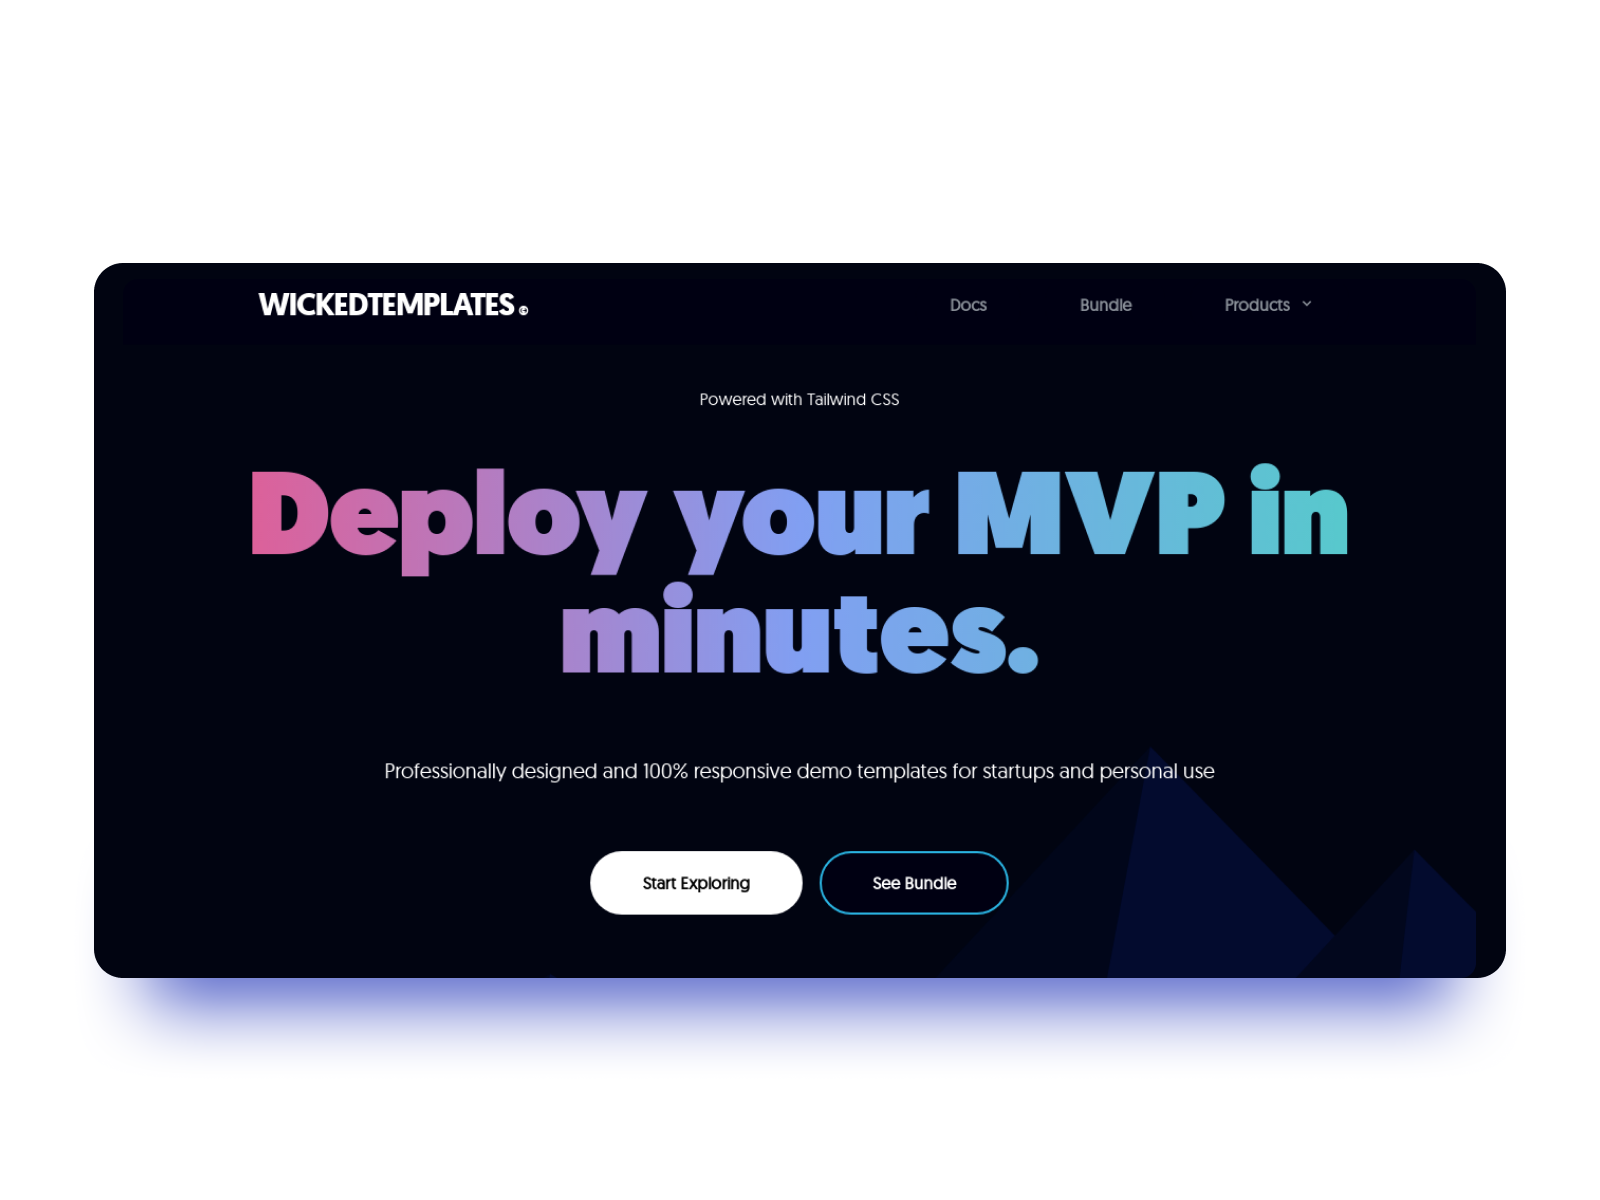 WICKEDTEMPLATES ©
Docs Bundle Products
Powered with Tailwind CSS
Deploy your MVP in
minutes.
Professionally designed and 100% responsive demo templates for startups and personal use
Start Exploring See Bundle